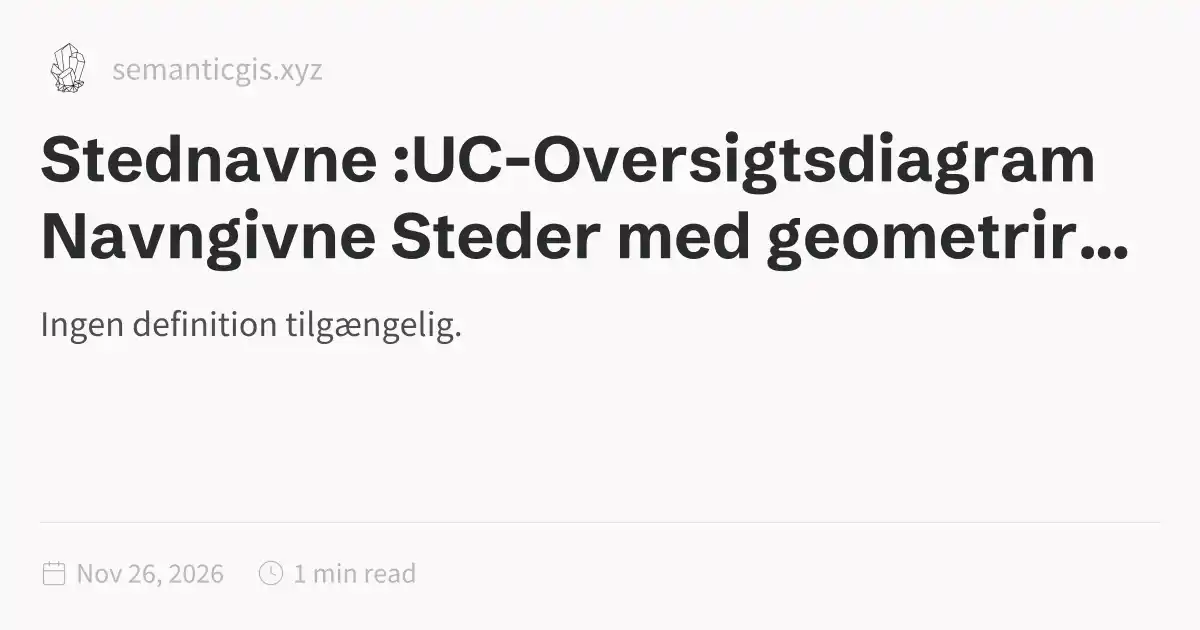 semanticgis.xyz
Stednavne :UC-Oversigtsdiagram
Navngivne Steder med geometrir...
Ingen definition tilgængelig.
Nov 26, 2026 1 min read